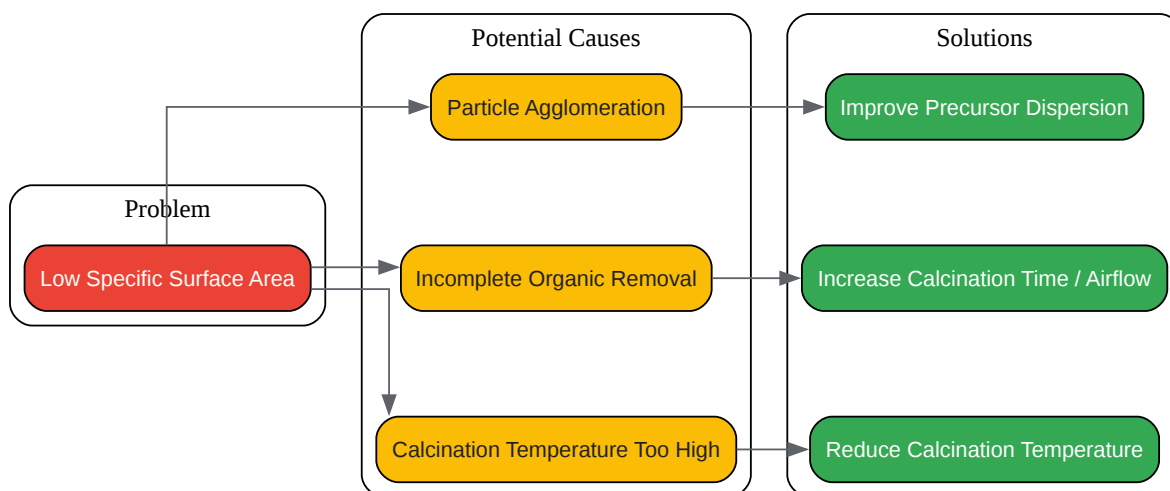 Potential Causes
Solutions
Particle Agglomeration
Improve Precursor Dispersion
Problem
Low Specific Surface Area
Incomplete Organic Removal
Increase Calcination Time / Airflow
Calcination Temperature Too High
Reduce Calcination Temperature